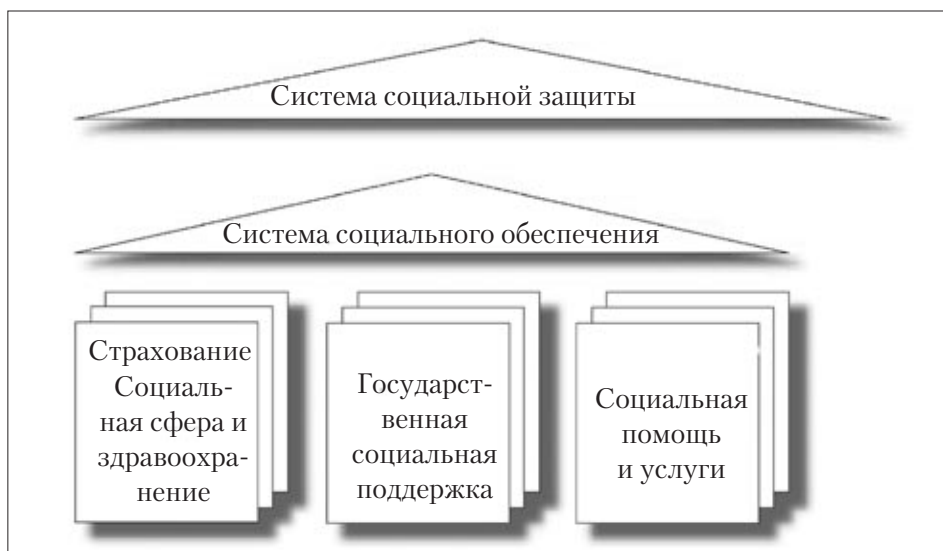 Система социальной защиты
Система социального обеспечения
Страхование
Социаль-
ная сфера и
здравоохра-
нение
Государст-
венная
социальная
поддержка
Социальная
помощь
и услуги